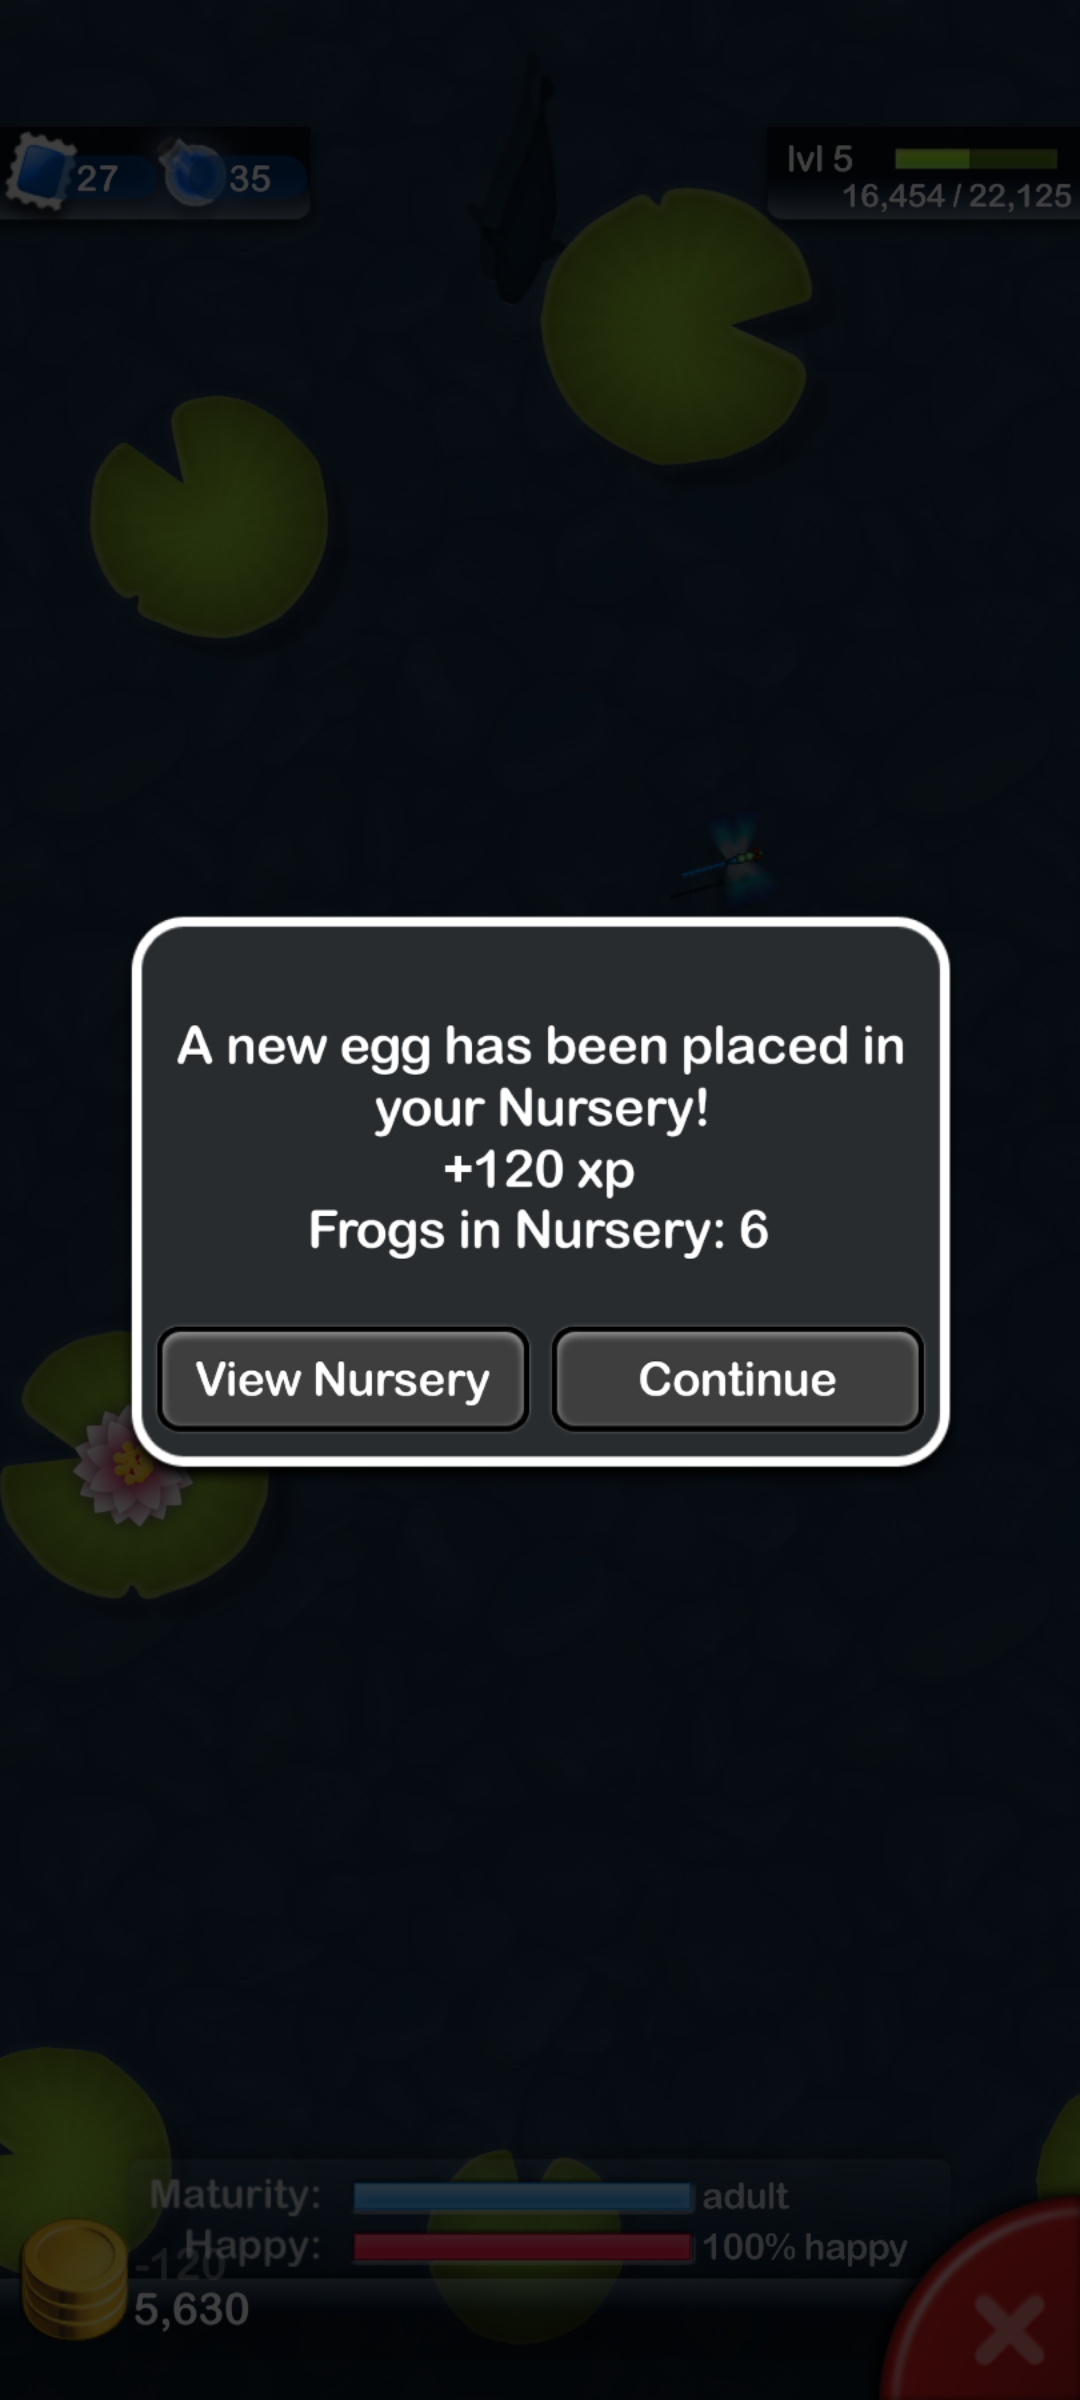 27
35
lvl 5
16,454 / 22,125
A new egg has been placed in
your Nursery!
+120 xp
Frogs in Nursery: 6
View Nursery
Continue
Maturity:
adult
Happy:
100% happy
-120
5,630